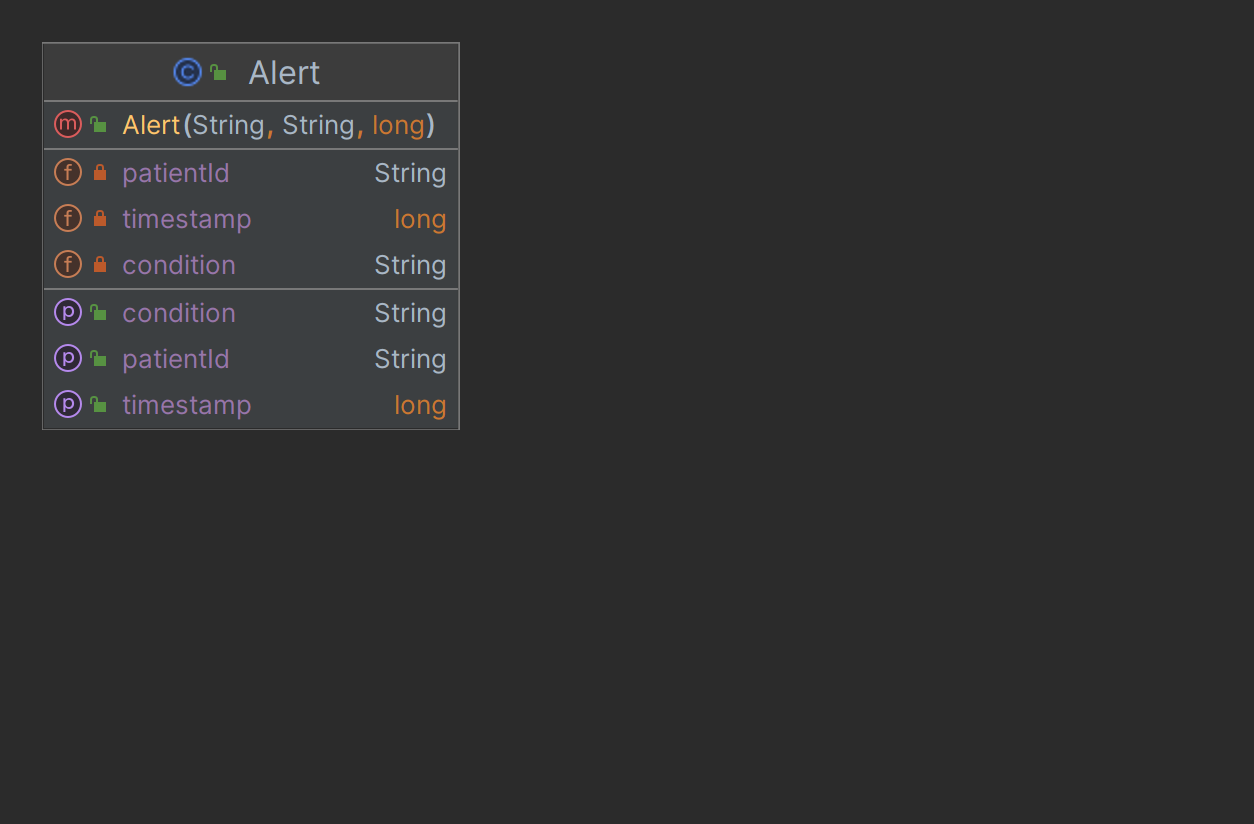 C Alert
m Alert(String, String, long)
f patientId String
f timestamp long
f condition String
p condition String
p patientId String
p timestamp long